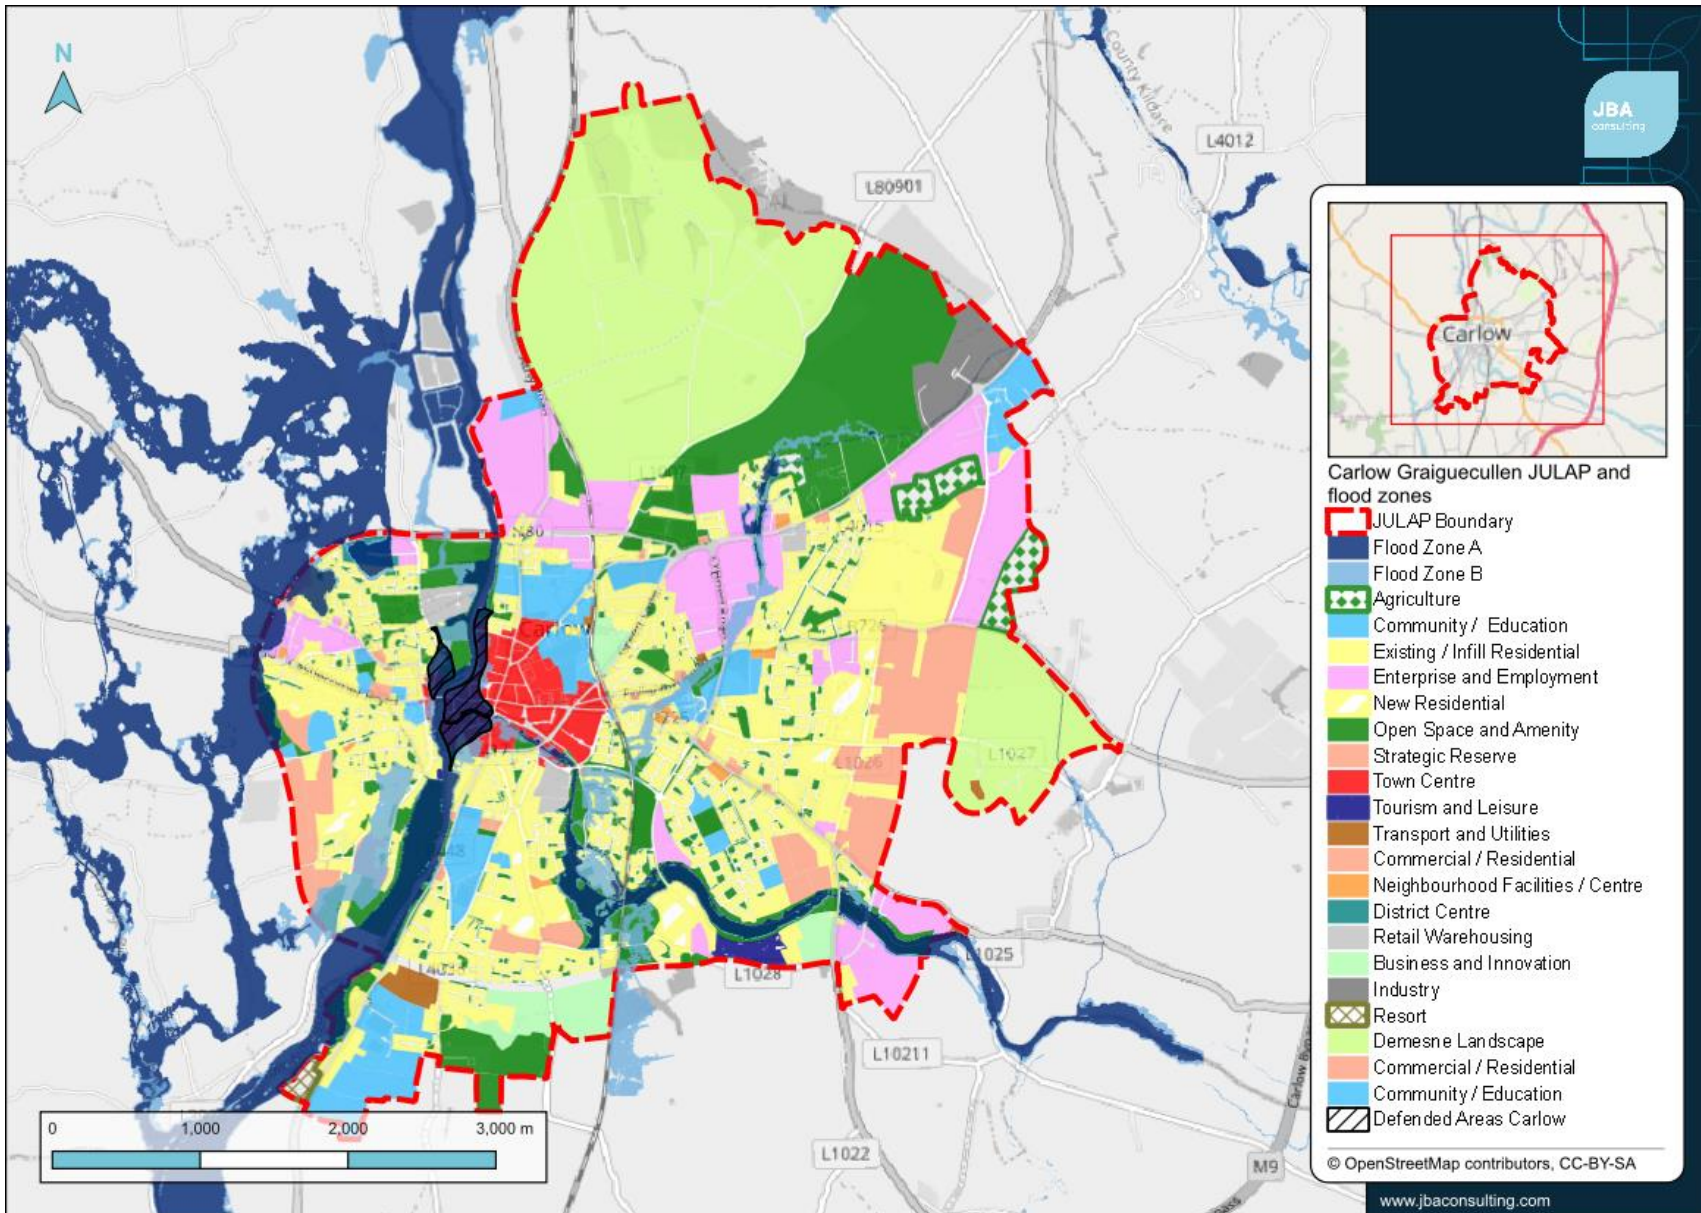 N
County Kildare
L4012
L80901
L1007
N80
R726
L1027
L1026
L1025
L1028
L10211
L1022
M9
Carlow
0
1,000
2,000
3,000 m
JBA
consulting
Carlow
Carlow Graiguecullen JULAP and
flood zones
JULAP Boundary
Flood Zone A
Flood Zone B
Agriculture
Community / Education
Existing / Infill Residential
Enterprise and Employment
New Residential
Open Space and Amenity
Strategic Reserve
Town Centre
Tourism and Leisure
Transport and Utilities
Commercial / Residential
Neighbourhood Facilities / Centre
District Centre
Retail Warehousing
Business and Innovation
Industry
Resort
Demesne Landscape
Commercial / Residential
Community / Education
Defended Areas Carlow
© OpenStreetMap contributors, CC-BY-SA
www.jbaconsulting.com